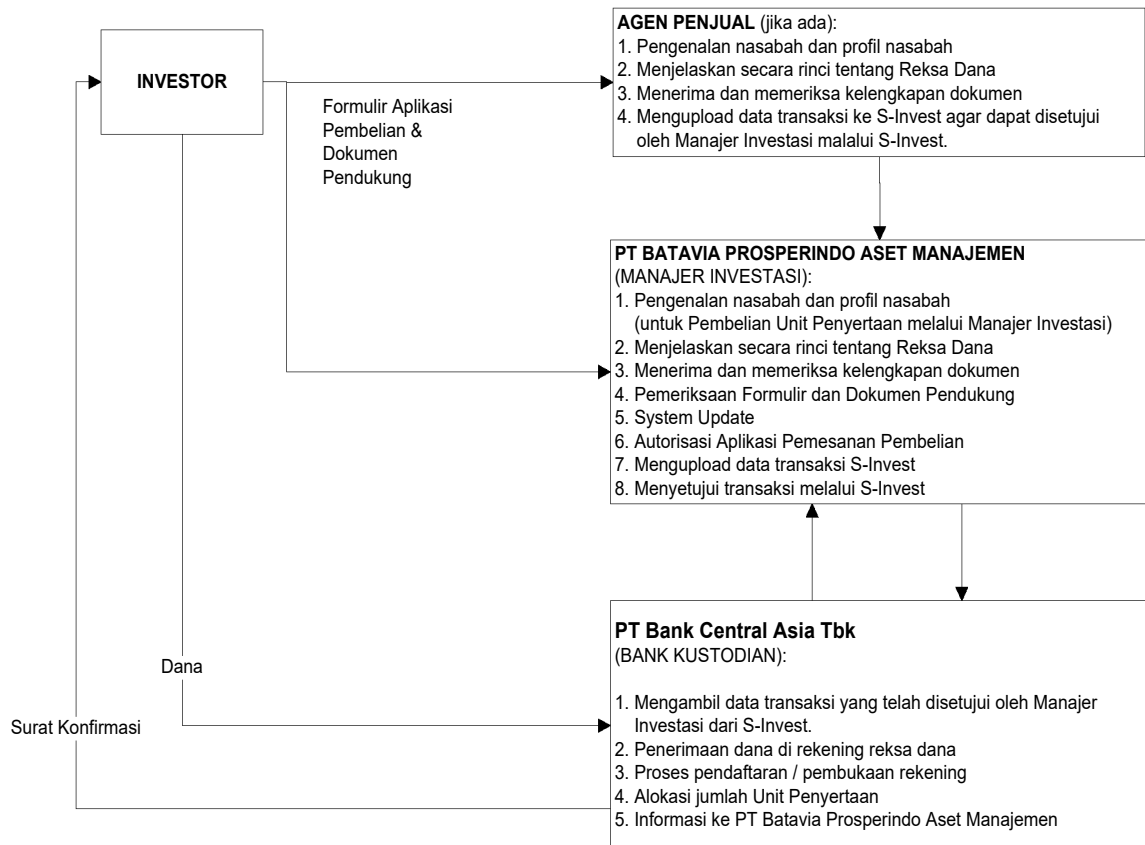 INVESTOR
Formulir Aplikasi
Pembelian &
Dokumen
Pendukung
AGEN PENJUAL (jika ada):
1. Pengenalan nasabah dan profil nasabah
2. Menjelaskan secara rinci tentang Reksa Dana
3. Menerima dan memeriksa kelengkapan dokumen
4. Mengupload data transaksi ke S-Invest agar dapat disetujui
oleh Manajer Investasi malalui S-Invest.
PT BATAVIA PROSPERINDO ASET MANAJEMEN
(MANAJER INVESTASI):
1. Pengenalan nasabah dan profil nasabah
(untuk Pembelian Unit Penyertaan melalui Manajer Investasi)
2. Menjelaskan secara rinci tentang Reksa Dana
3. Menerima dan memeriksa kelengkapan dokumen
4. Pemeriksaan Formulir dan Dokumen Pendukung
5. System Update
6. Autorisasi Aplikasi Pemesanan Pembelian
7. Mengupload data transaksi S-Invest
8. Menyetujui transaksi melalui S-Invest
Dana
Surat Konfirmasi
PT Bank Central Asia Tbk
(BANK KUSTODIAN):
1. Mengambil data transaksi yang telah disetujui oleh Manajer
Investasi dari S-Invest.
2. Penerimaan dana di rekening reksa dana
3. Proses pendaftaran / pembukaan rekening
4. Alokasi jumlah Unit Penyertaan
5. Informasi ke PT Batavia Prosperindo Aset Manajemen